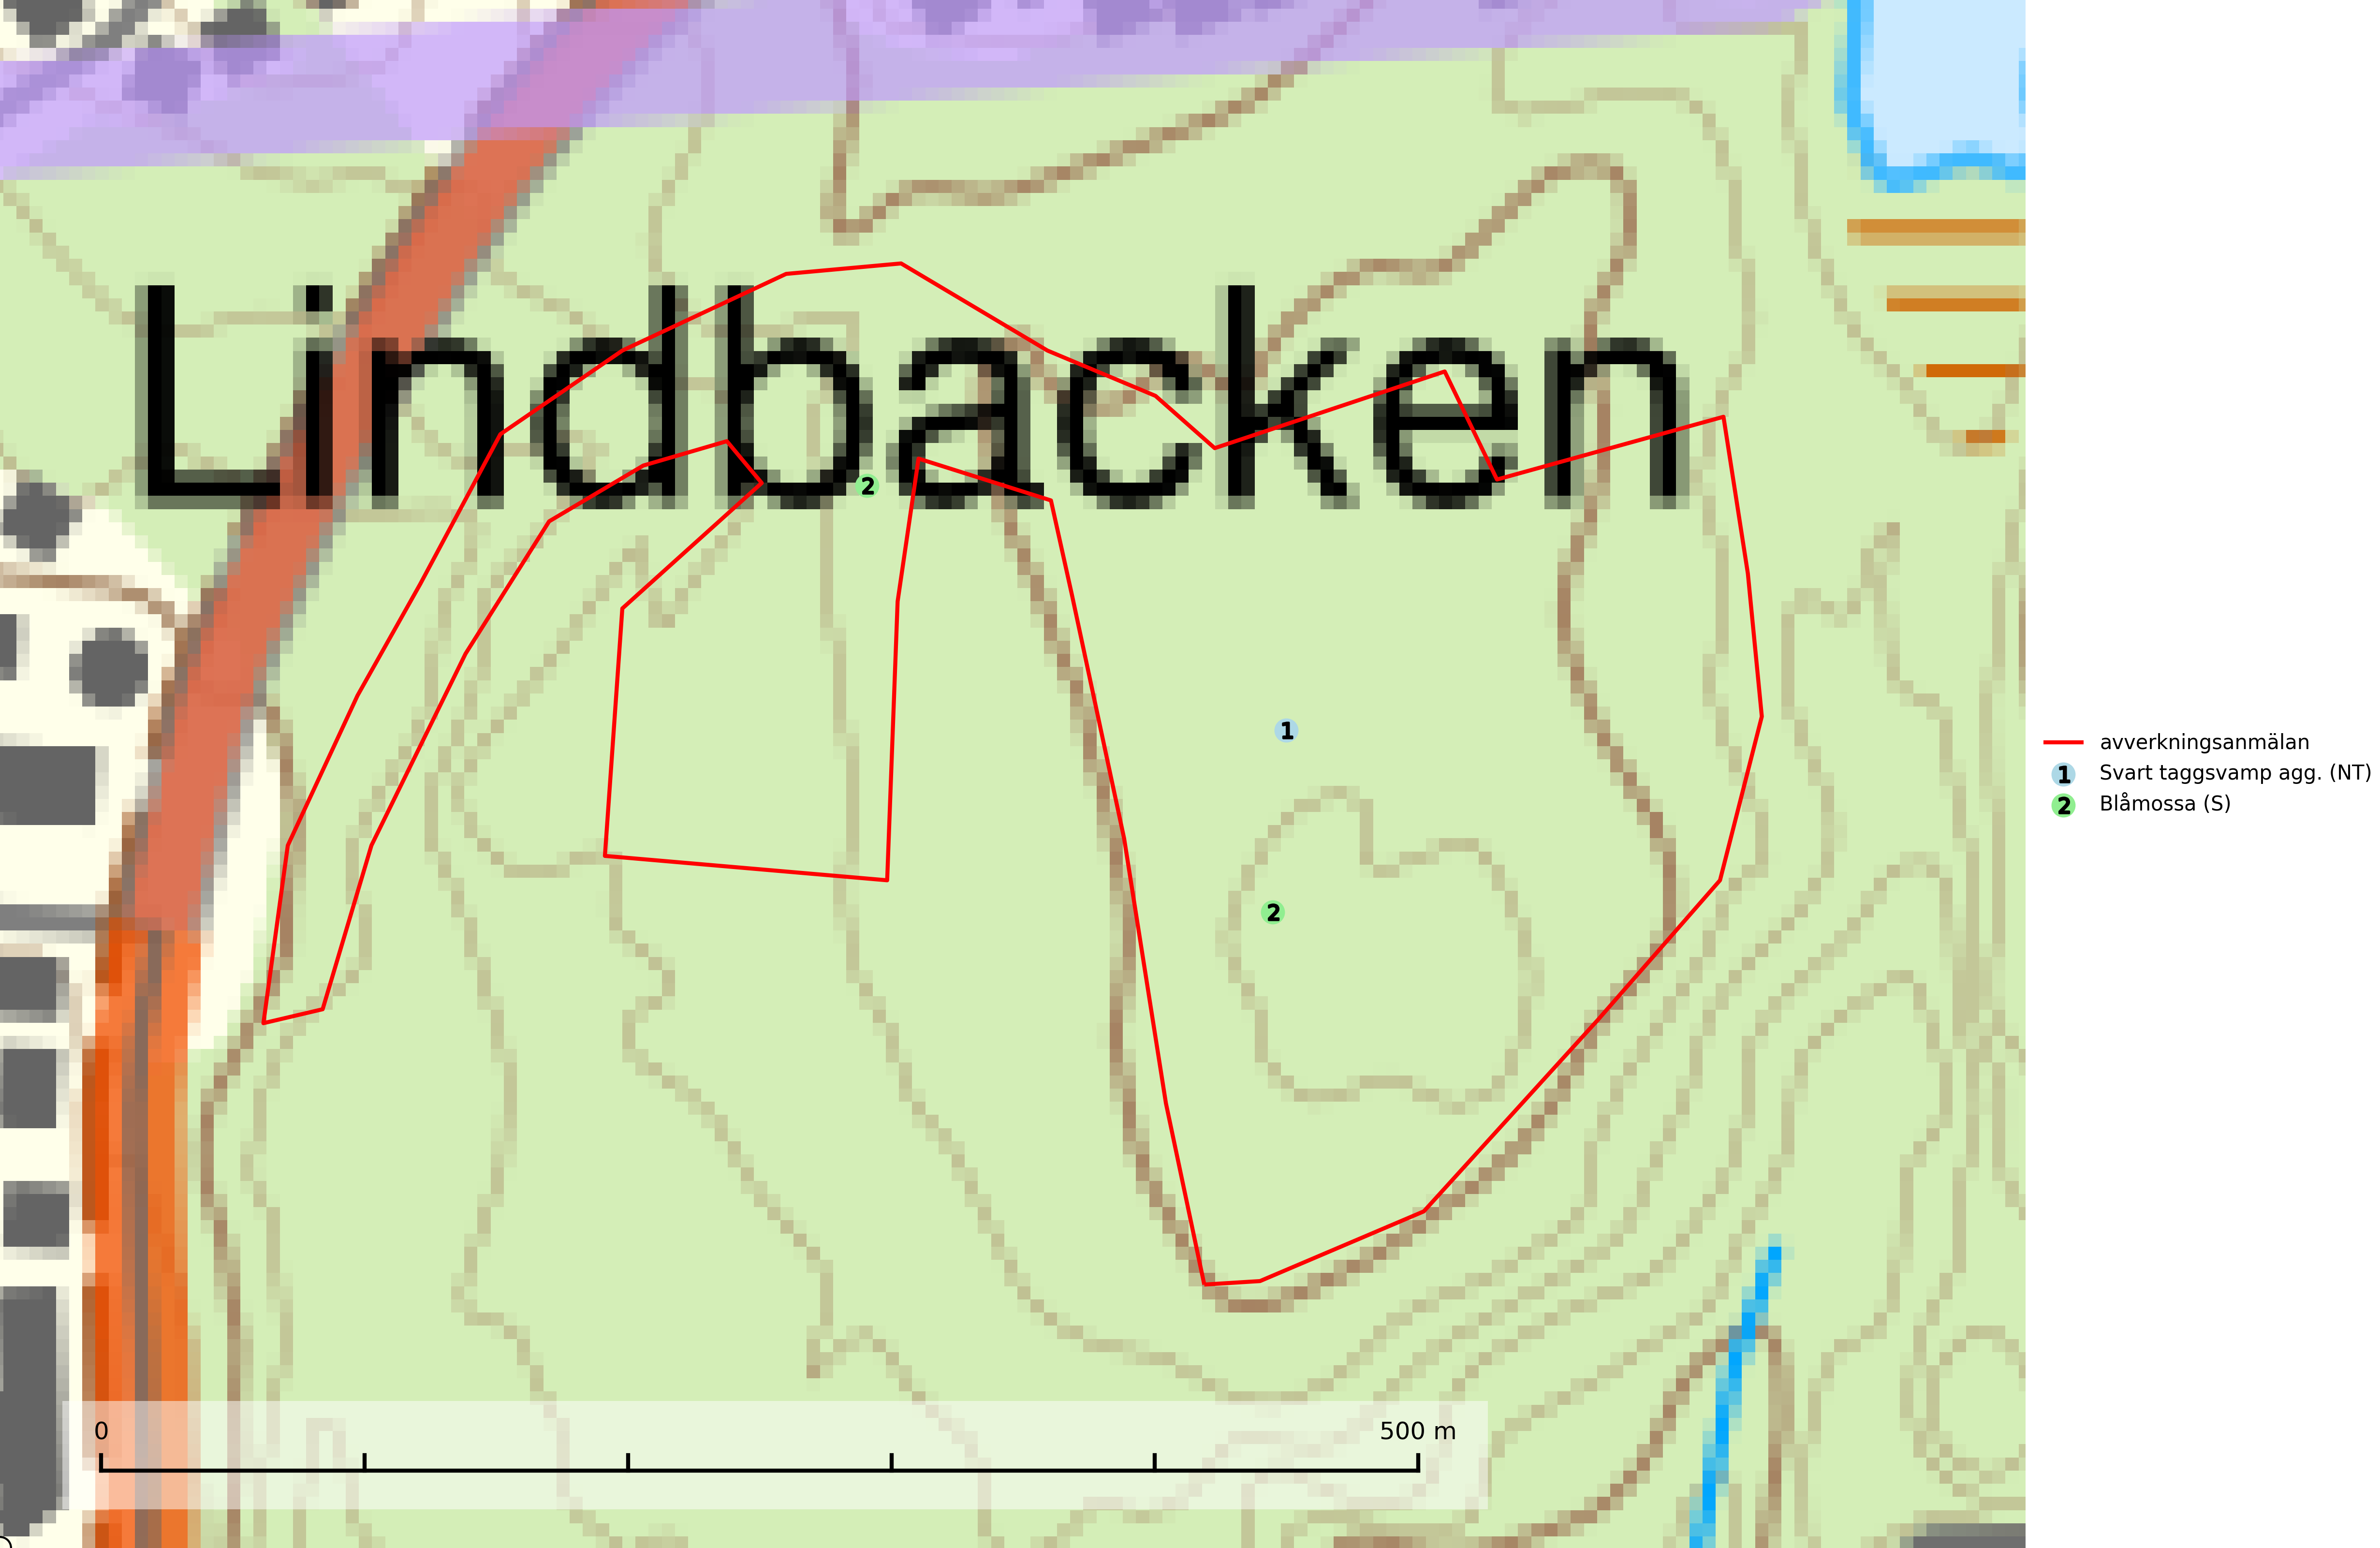 Lindbacken
2
1
2
avverkningsanmälan
1 Svart taggsvamp agg. (NT)
2 Blåmossa (S)
0 500 m